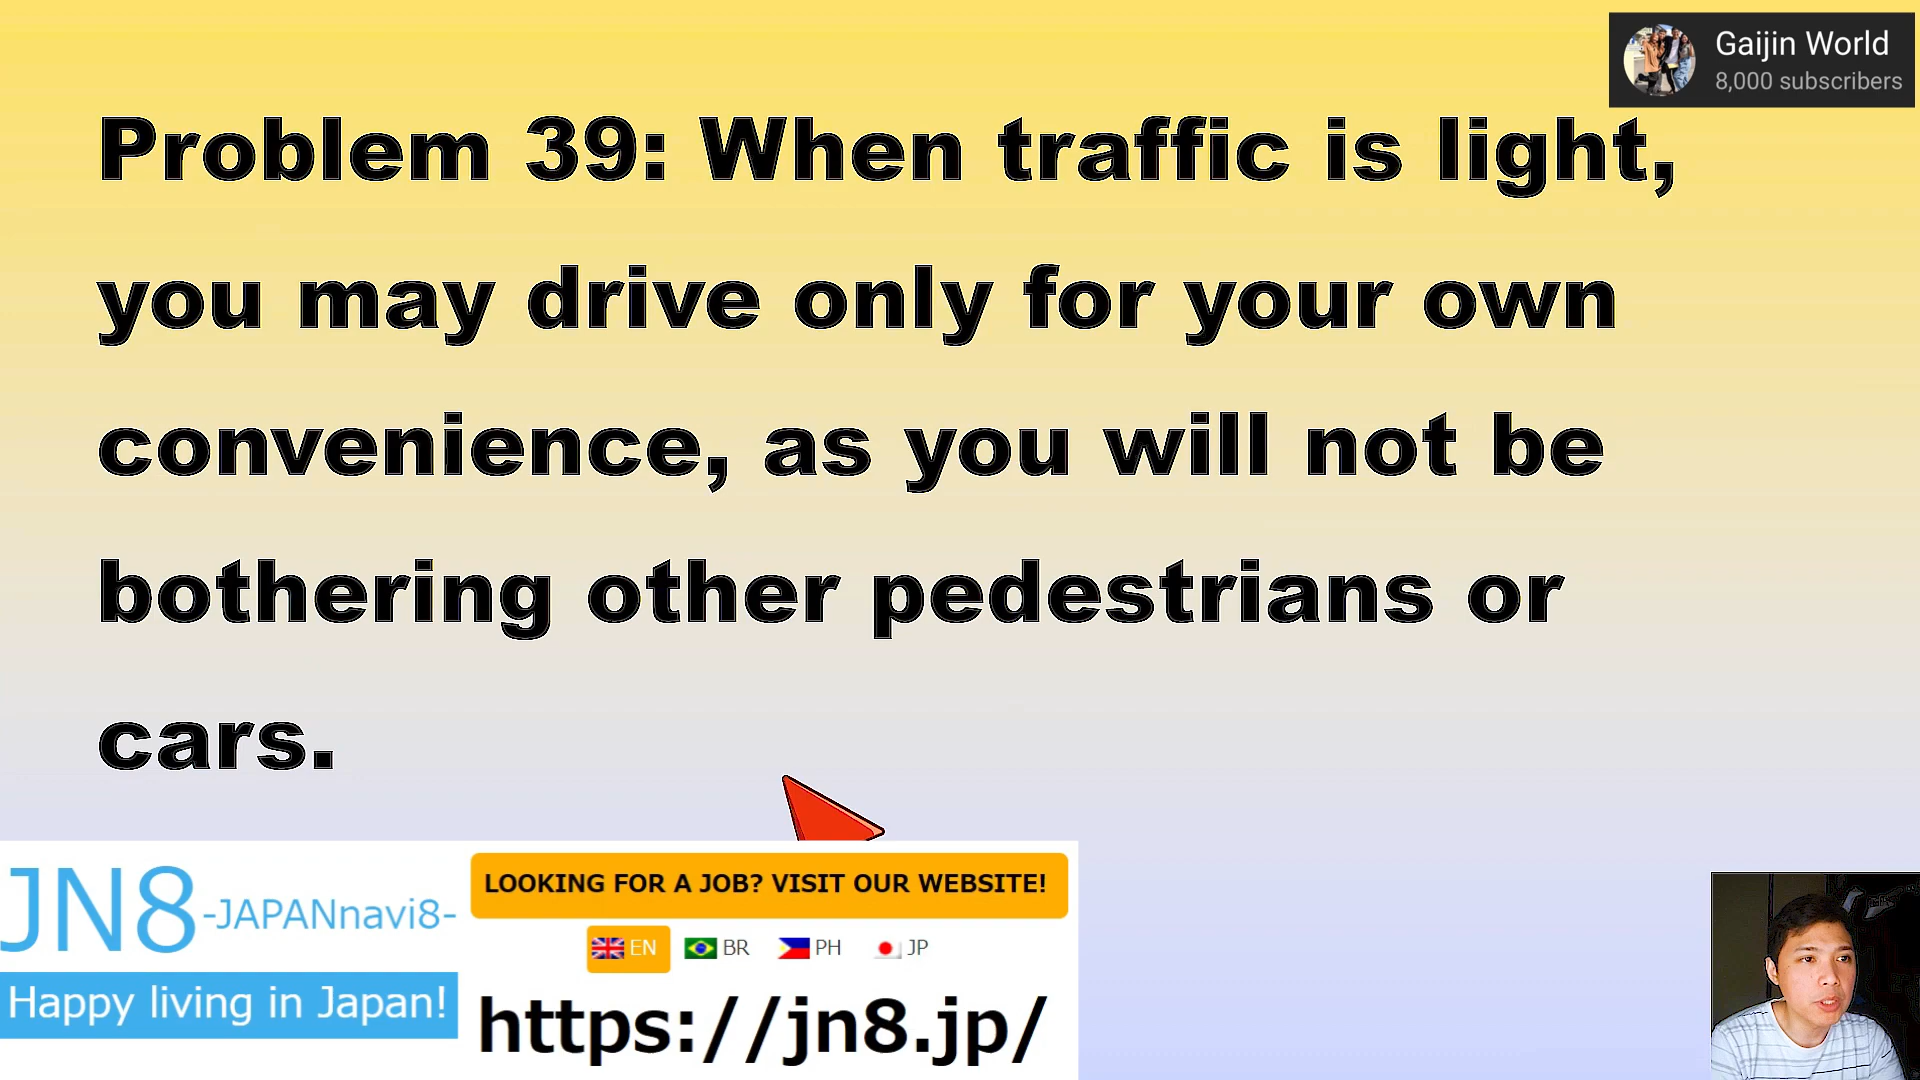 Gaijin World
8,000 subscribers
Problem 39: When traffic is light,
you may drive only for your own
convenience, as you will not be
bothering other pedestrians or
cars.
JN8-JAPANnavi8-
Happy living in Japan!
LOOKING FOR A JOB? VISIT OUR WEBSITE!
EN BR PH JP
https://jn8.jp/